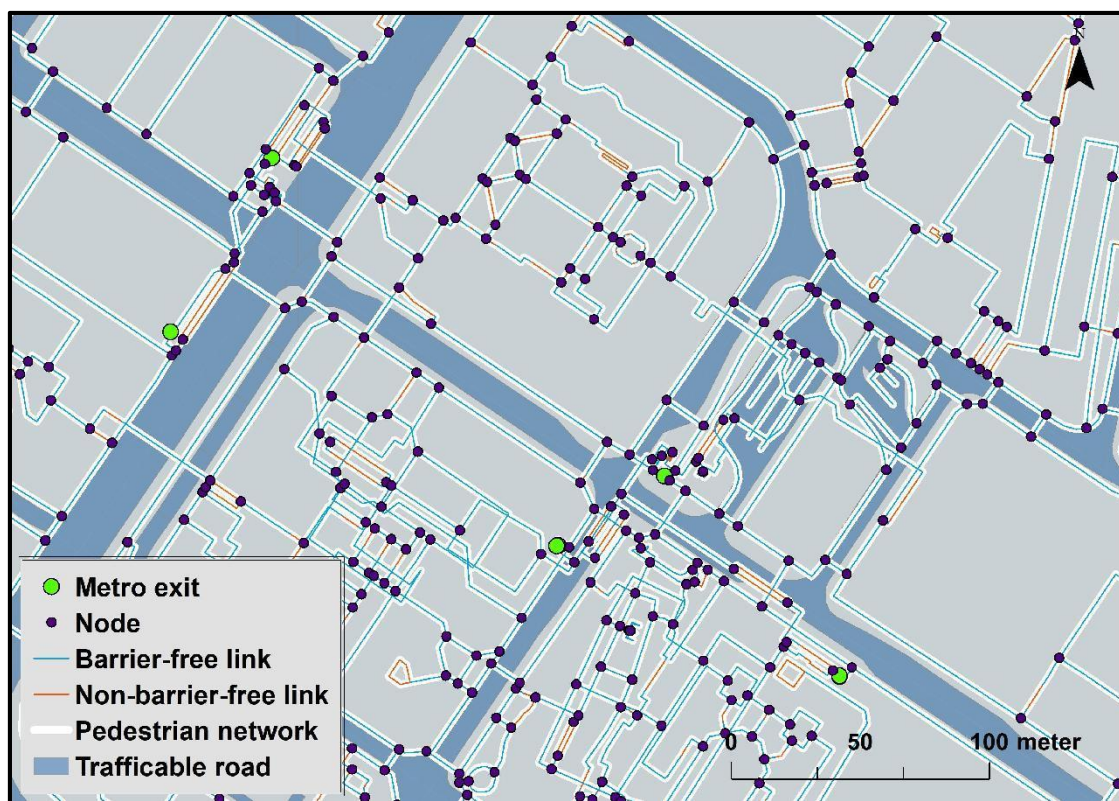 N
Metro exit
Node
Barrier-free link
Non-barrier-free link
Pedestrian network
Trafficable road
0 50 100 meter